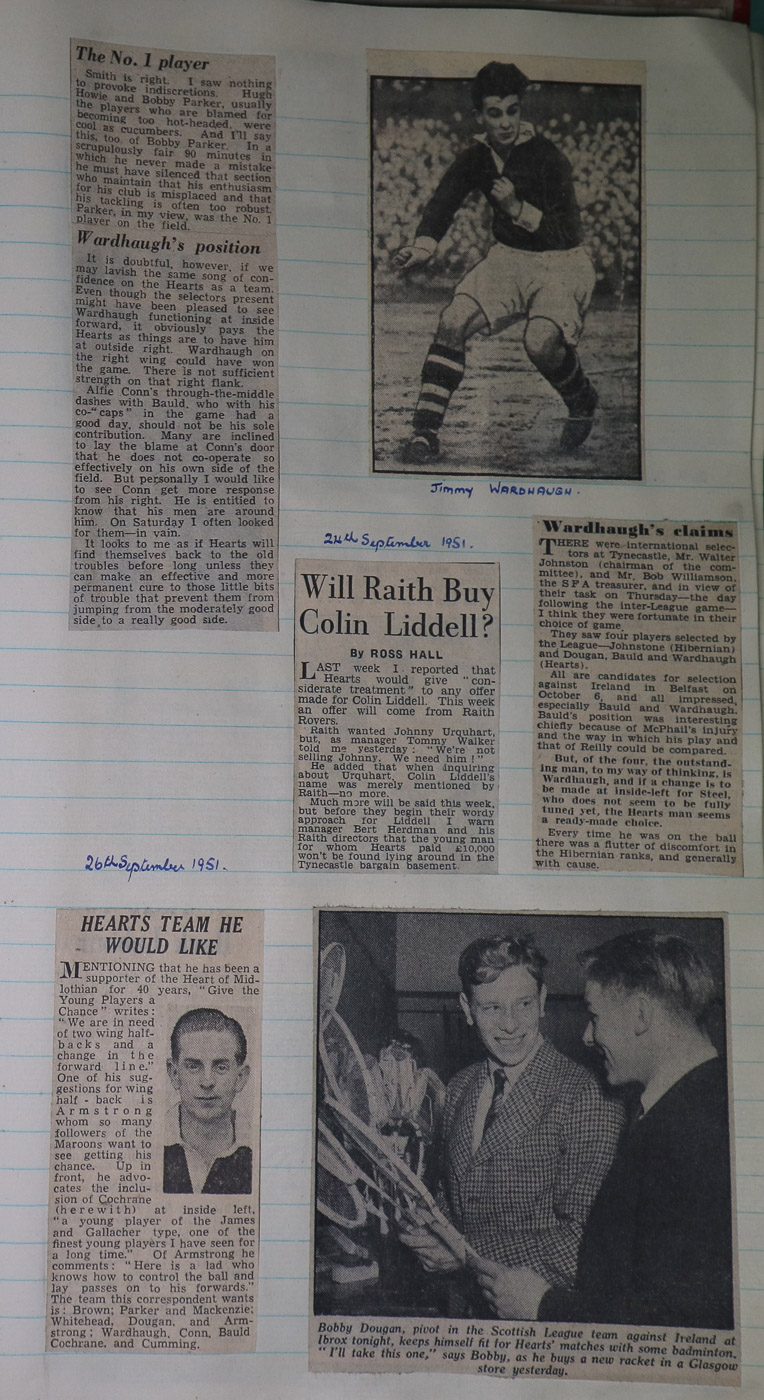 The No. 1 player
Smith is right. I saw nothing
to provoke indiscretions. Hugh
Howie and Bobby Parker, usually
the players who are blamed for
becoming too hot-headed, were
cool as cucumbers. And I'll say
this, too, of Bobby Parker. In a
scrupulously fair 90 minutes in
which he never made a mistake
he must have silenced that section
who maintain that his enthusiasm
for his club is misplaced and that
his tackling is often too robust.
Parker, in my view, was the No. 1
player on the field.
Wardhaugh's position
It is doubtful, however, if we
may lavish the same song of con-
fidence on the Hearts as a team.
Even though the selectors present
might have been pleased to see
Wardhaugh functioning at inside
forward, it obviously pays the
Hearts as things are to have him
at outside right. Wardhaugh on
the right wing could have won
the game. There is not sufficient
strength on that right flank.
Alfie Conn's through-the-middle
dashes with Bauld, who with his
co-"caps" in the game had a
good day, should not be his sole
contribution. Many are inclined
to lay the blame at Conn's door
that he does not co-operate so
effectively on his own side of the
field. But personally I would like
to see Conn get more response
from his right. He is entitled to
know that his men are around
him. On Saturday I often looked
for them—in vain.
It looks to me as if Hearts will
find themselves back to the old
troubles before long unless they
can make an effective and more
permanent cure to those little bits
of trouble that prevent them from
jumping from the moderately good
side to a really good side.
Jimmy WARDHAUGH.
24th September 1951.
Will Raith Buy
Colin Liddell?
By ROSS HALL
LAST week I reported that
Hearts would give "con-
siderate treatment" to any offer
made for Colin Liddell. This week
an offer will come from Raith
Rovers.
Raith wanted Johnny Urquhart,
but, as manager Tommy Walker
told me yesterday: "We're not
selling Johnny. We need him!"
He added that when inquiring
about Urquhart, Colin Liddell's
name was merely mentioned by
Raith—no more.
Much more will be said this week,
but before they begin their wordy
approach for Liddell I warn
manager Bert Herdman and his
Raith directors that the young man
for whom Hearts paid £10,000
won't be found lying around in the
Tynecastle bargain basement.
Wardhaugh's claims
THERE were international selec-
tors at Tynecastle, Mr. Walter
Johnston (chairman of the com-
mittee), and Mr. Bob Williamson,
the S F A treasurer, and in view of
their task on Thursday—the day
following the inter-League game—
I think they were fortunate in their
choice of game.
They saw four players selected by
the League—Johnstone (Hibernian)
and Dougan, Bauld and Wardhaugh
(Hearts).
All are candidates for selection
against Ireland in Belfast on
October 6, and all impressed,
especially Bauld and Wardhaugh.
Bauld's position was interesting
chiefly because of McPhail's injury
and the way in which his play and
that of Reilly could be compared.
But, of the four, the outstand-
ing man, to my way of thinking, is
Wardhaugh, and if a change is to
be made at inside-left for Steel,
who does not seem to be fully
tuned yet, the Hearts man seems
a ready-made choice.
Every time he was on the ball
there was a flutter of discomfort in
the Hibernian ranks, and generally
with cause.
26th September 1951.
HEARTS TEAM HE
WOULD LIKE
MENTIONING that he has been a
supporter of the Heart of Mid-
lothian for 40 years, "Give the
Young Players a
Chance" writes:
"We are in need
of two wing half-
backs and a
change in the
forward line."
One of his sug-
gestions for wing
half-back is
Armstrong
whom so many
followers of the
Maroons want to
see getting his
chance. Up in
front, he advo-
cates the inclu-
sion of Cochrane
(herewith) at inside left,
"a young player of the James
and Gallacher type, one of the
finest young players I have seen for
a long time." Of Armstrong he
comments: "Here is a lad who
knows how to control the ball and
lay passes on to his forwards."
The team this correspondent wants
is: Brown; Parker and Mackenzie;
Whitehead, Dougan, and Arm-
strong; Wardhaugh, Conn, Bauld
Cochrane, and Cumming.
Bobby Dougan, pivot in the Scottish League team against Ireland at
Ibrox tonight, keeps himself fit for Hearts' matches with some badminton.
"I'll take this one," says Bobby, as he buys a new racket in a Glasgow
store yesterday.